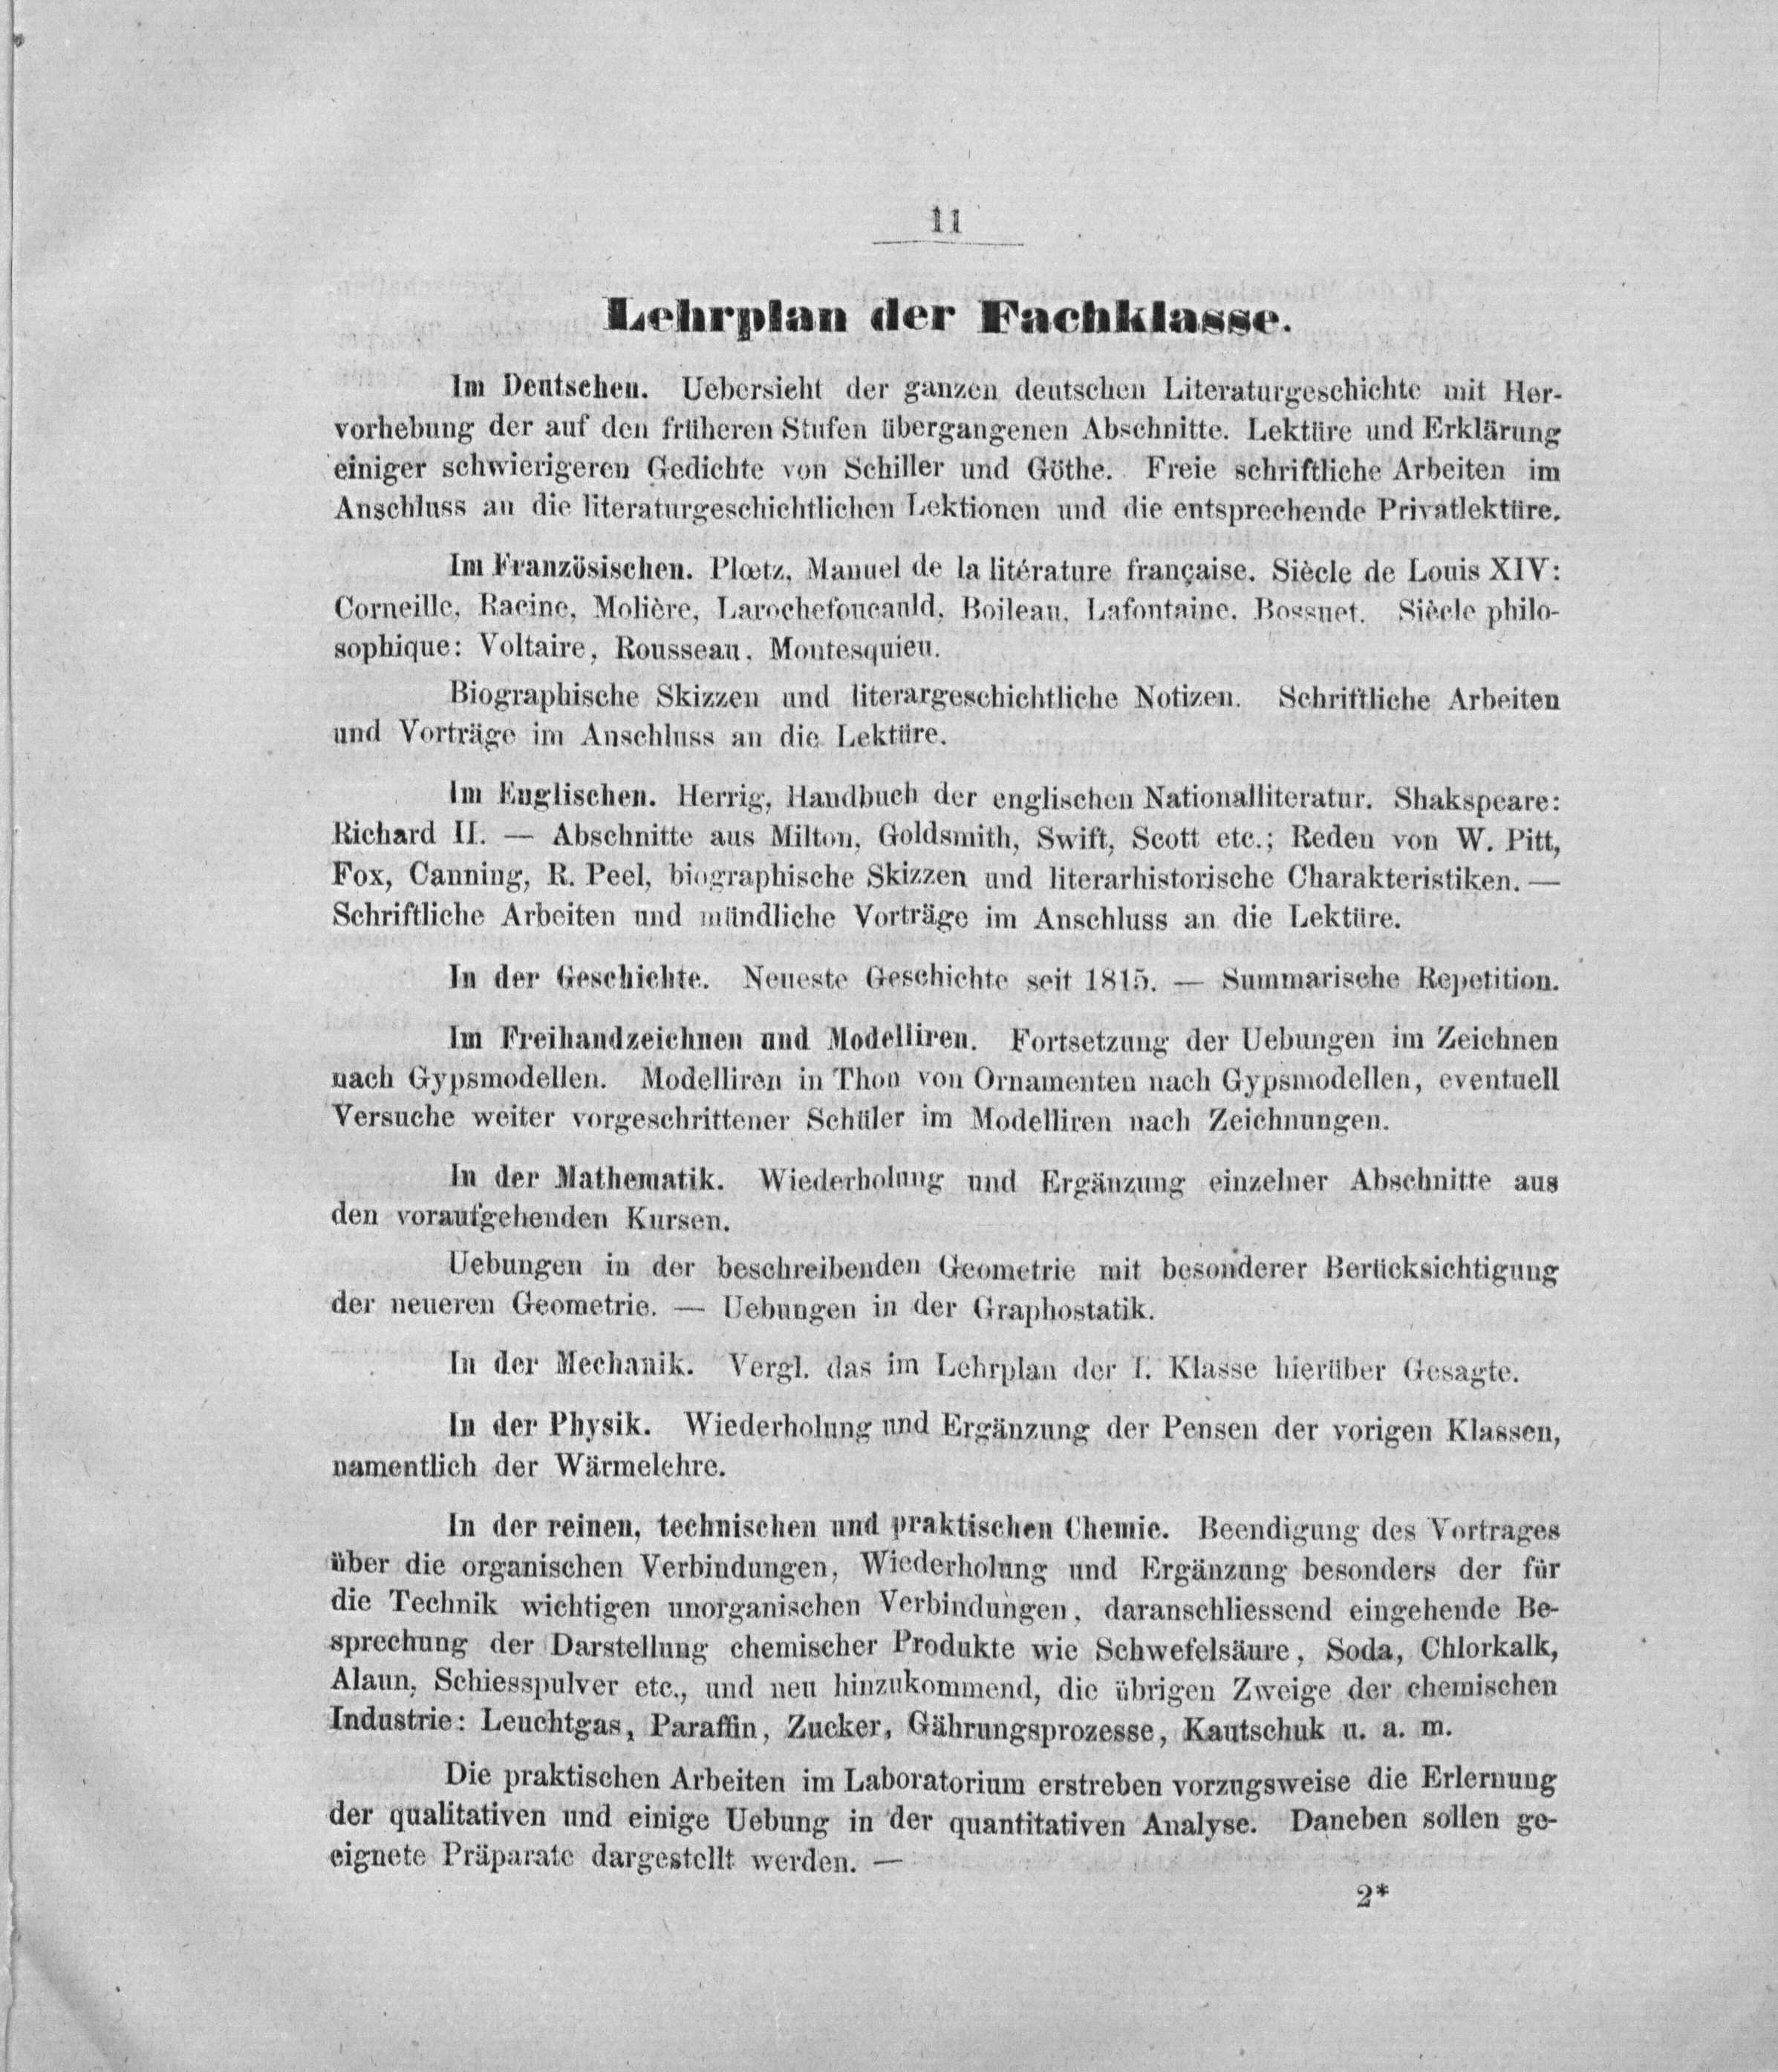 11
Lehrplan der Fachklasse.
Im Deutschen. Uebersicht der ganzen deutschen Literaturgeschichte mit Her-
vorhebung der auf den früheren Stufen übergangenen Abschnitte. Lektüre und Erklärung
einiger schwierigeren Gedichte von Schiller und Göthe. Freie schriftliche Arbeiten im
Anschluss an die literaturgeschichtlichen Lektionen und die entsprechende Privatlektüre.
Im Französischen. Plœtz, Manuel de la litérature française. Siècle de Louis XIV:
Corneille, Racine, Molière, Larochefoucauld, Boileau, Lafontaine, Bossuet. Siècle philo-
sophique: Voltaire, Rousseau, Montesquieu.
Biographische Skizzen und literargeschichtliche Notizen. Schriftliche Arbeiten
und Vorträge im Anschluss an die Lektüre.
Im Englischen. Herrig, Handbuch der englischen Nationalliteratur. Shakspeare:
Richard II. — Abschnitte aus Milton, Goldsmith, Swift, Scott etc.; Reden von W. Pitt,
Fox, Canning, R. Peel, biographische Skizzen und literarhistorische Charakteristiken. —
Schriftliche Arbeiten und mündliche Vorträge im Anschluss an die Lektüre.
In der Geschichte. Neueste Geschichte seit 1815. — Summarische Repetition.
Im Freihandzeichnen und Modelliren. Fortsetzung der Uebungen im Zeichnen
nach Gypsmodellen. Modelliren in Thon von Ornamenten nach Gypsmodellen, eventuell
Versuche weiter vorgeschrittener Schüler im Modelliren nach Zeichnungen.
In der Mathematik. Wiederholung und Ergänzung einzelner Abschnitte aus
den voraufgehenden Kursen.
Uebungen in der beschreibenden Geometrie mit besonderer Berücksichtigung
der neueren Geometrie. — Uebungen in der Graphostatik.
In der Mechanik. Vergl. das im Lehrplan der I. Klasse hierüber Gesagte.
In der Physik. Wiederholung und Ergänzung der Pensen der vorigen Klassen,
namentlich der Wärmelehre.
In der reinen, technischen und praktischen Chemie. Beendigung des Vortrages
über die organischen Verbindungen, Wiederholung und Ergänzung besonders der für
die Technik wichtigen unorganischen Verbindungen, daranschliessend eingehende Be-
sprechung der Darstellung chemischer Produkte wie Schwefelsäure, Soda, Chlorkalk,
Alaun, Schiesspulver etc., und neu hinzukommend, die übrigen Zweige der chemischen
Industrie: Leuchtgas, Paraffin, Zucker, Gährungsprozesse, Kautschuk u. a. m.
Die praktischen Arbeiten im Laboratorium erstreben vorzugsweise die Erlernung
der qualitativen und einige Uebung in der quantitativen Analyse. Daneben sollen ge-
eignete Präparate dargestellt werden. —
2*